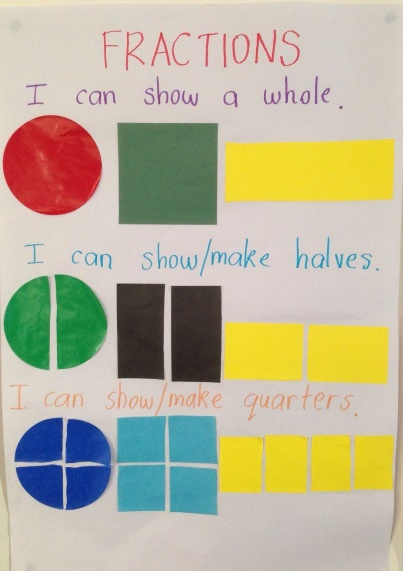 FRACTIONS
I can show a whole.
I can show/make halves.
I can show/make quarters.